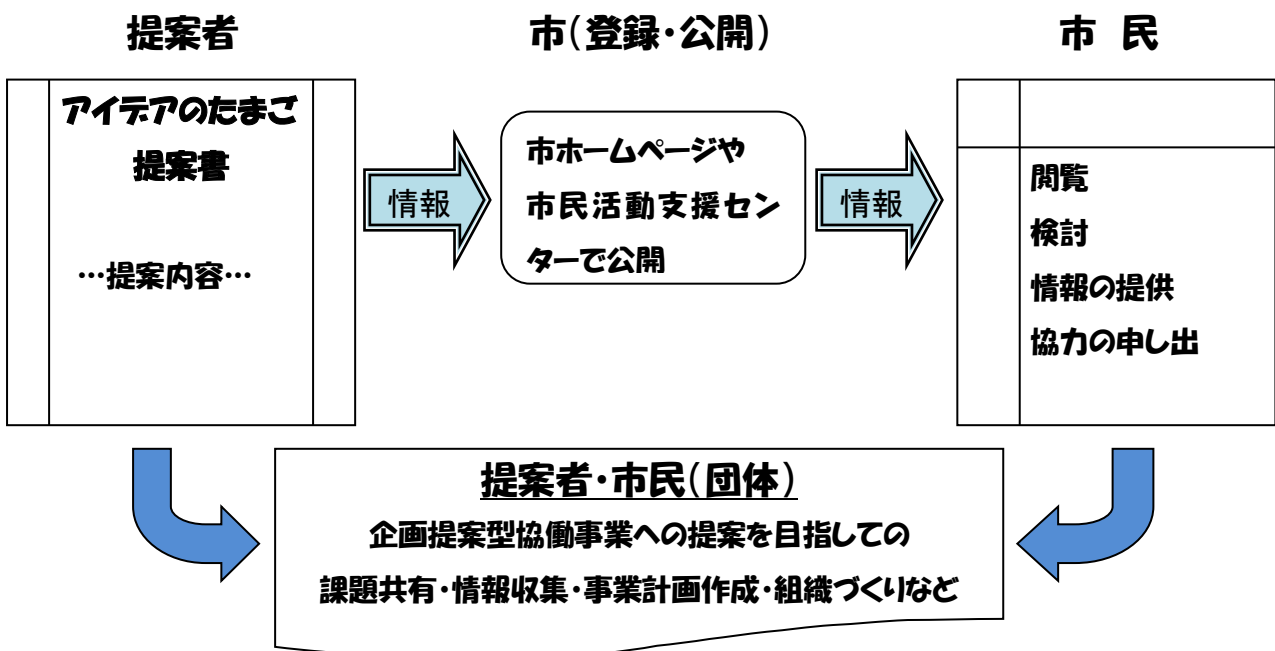 提案者
市(登録・公開)
市 民
アイデアのたまご
提案書
…提案内容…
情報
市ホームページや
市民活動支援セン
ターで公開
情報
閲覧
検討
情報の提供
協力の申し出
提案者・市民(団体)
企画提案型協働事業への提案を目指しての
課題共有・情報収集・事業計画作成・組織づくりなど